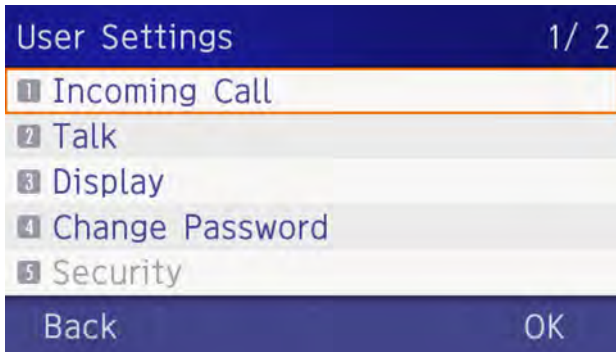 User Settings 1/ 2
1 Incoming Call
2 Talk
3 Display
4 Change Password
5 Security
Back OK